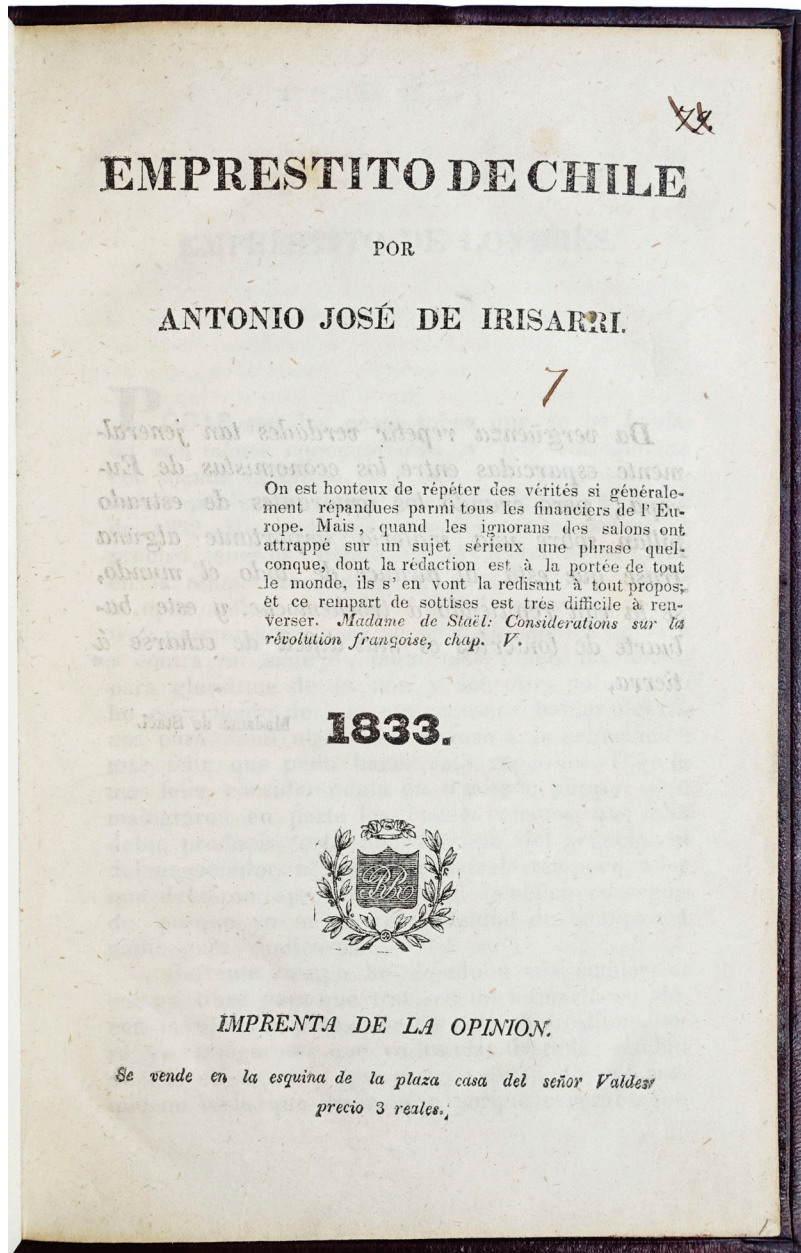 EMPRESTITO DE CHILE
POR
ANTONIO JOSÉ DE IRISARRI.
7
On est honteux de répéter des vérités si générale-
ment répandues parmi tous les financiers de l' Eu-
rope. Mais, quand les ignorans des salons ont
attrappé sur un sujet sérieux une phrase quel-
conque, dont la rédaction est à la portée de tout
le monde, ils s' en vont la redisant à tout propos;
et ce rempart de sottises est trés difficile à ren-
verser. Madame de Staël: Considerations sur la
révolution françoise, chap. V.
1833.
IMPRENTA DE LA OPINION.
Se vende en la esquina de la plaza casa del señor Valdes
precio 3 reales.